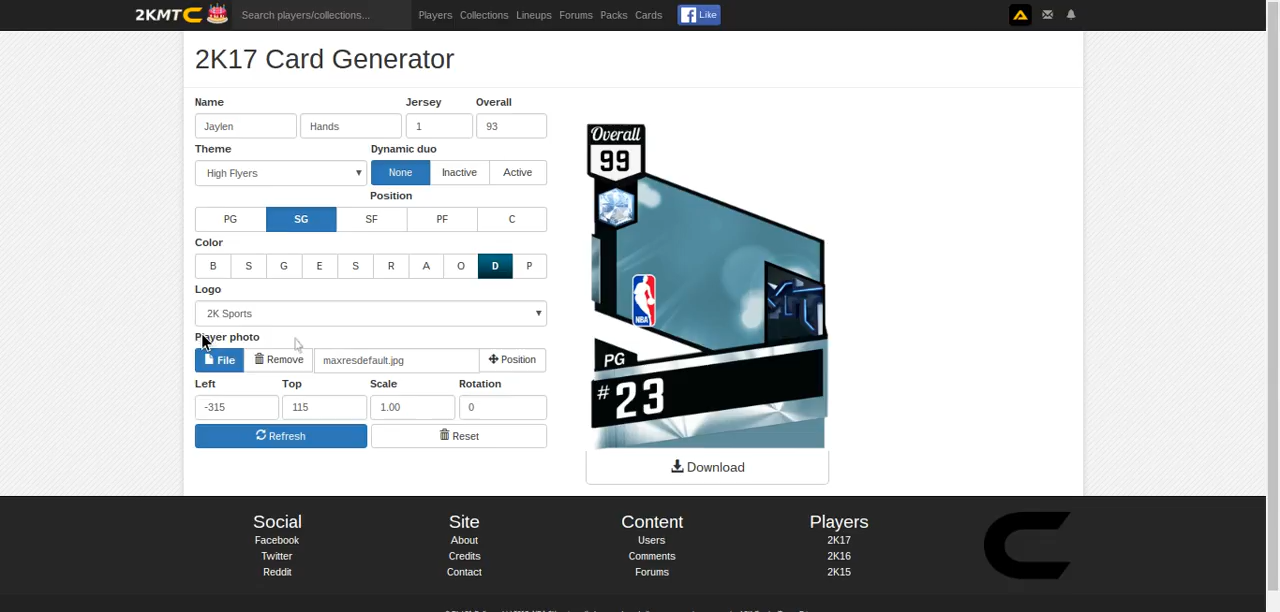 2KMTC
Search players/collections...
Players Collections Lineups Forums Packs Cards
f Like
2K17 Card Generator
Name Jersey Overall
Jaylen Hands 1 93
Theme Dynamic duo
High Flyers None Inactive Active
Position
PG SG SF PF C
Color
B S G E S R A O D P
Logo
2K Sports
Player photo
File Remove maxresdefault.jpg Position
Left Top Scale Rotation
-315 115 1.00 0
Refresh Reset
Overall
99
NBA
PG
#23
Download
Social Site Content Players
Facebook About Users 2K17
Twitter Credits Comments 2K16
Reddit Contact Forums 2K15